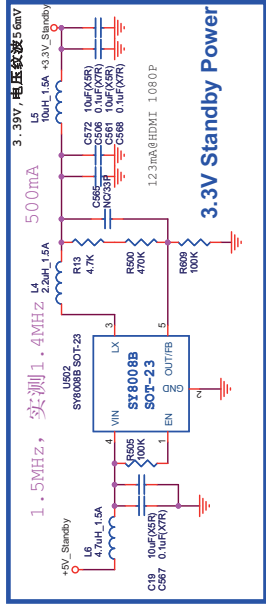 3.39V,电压纹波56mV
1.5MHz, 实测1.4MHz
500mA
+5V_Standby
L6
4.7uH_1.5A
C19 10uF(X5R)
C567 0.1uF(X7R)
R505
100K
U502
SY8008B SOT-23
4
VIN
LX
3
SY8008B
SOT-23
1
EN
OUT/FB
5
GND
2
L4
2.2uH_1.5A
R13
4.7K
R500
470K
R609
100K
C565
NC/33P
L5
10uH_1.5A
+3.3V_Standby
C572 10uF(X5R)
C506 0.1uF(X7R)
C561 10uF(X5R)
C568 0.1uF(X7R)
123mA@HDMI 1080P
3.3V Standby Power